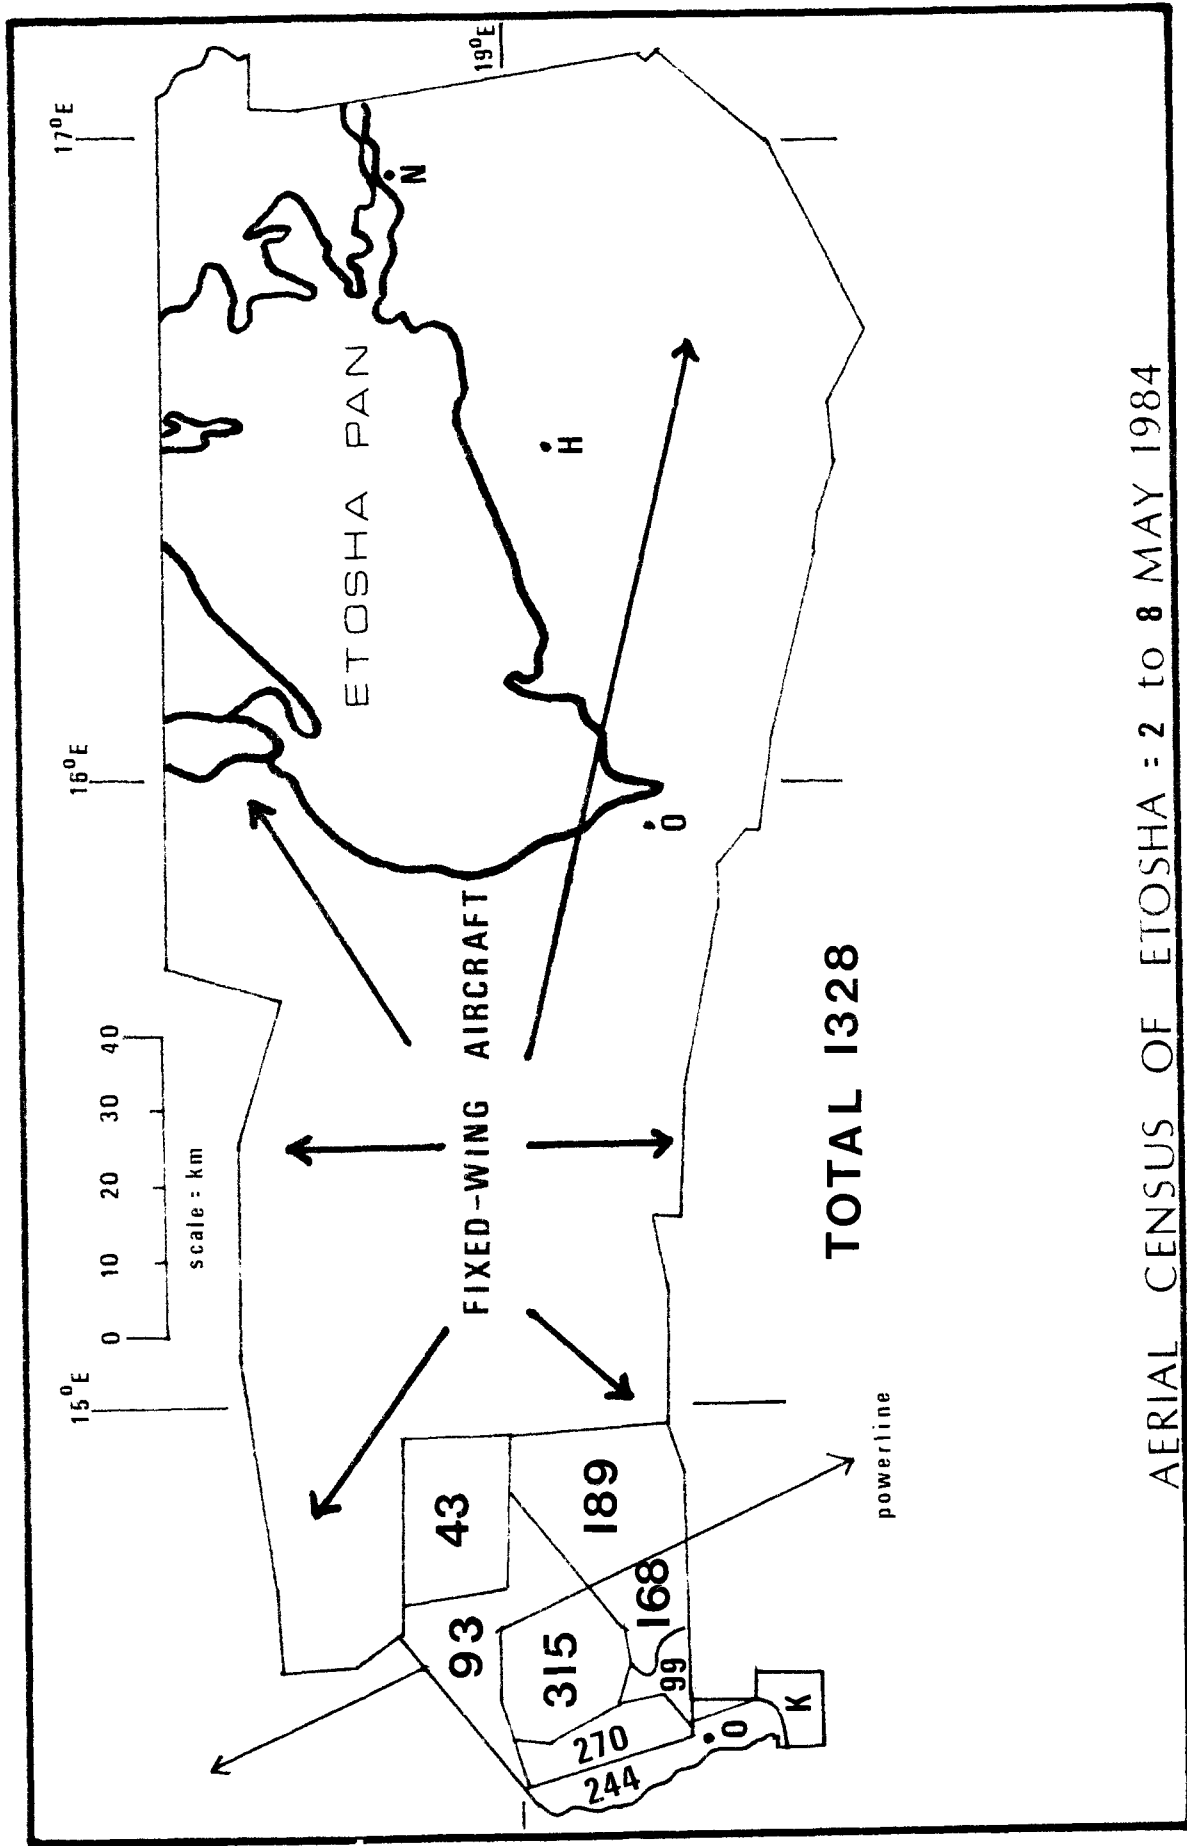 15°E
16°E
17°E
19°E
0 10 20 30 40
scale = km
ETOSHA PAN
N
H
O
FIXED-WING AIRCRAFT
43
93
189
315
168
99
270
244
O
K
powerline
TOTAL 1328
AERIAL CENSUS OF ETOSHA = 2 to 8 MAY 1984